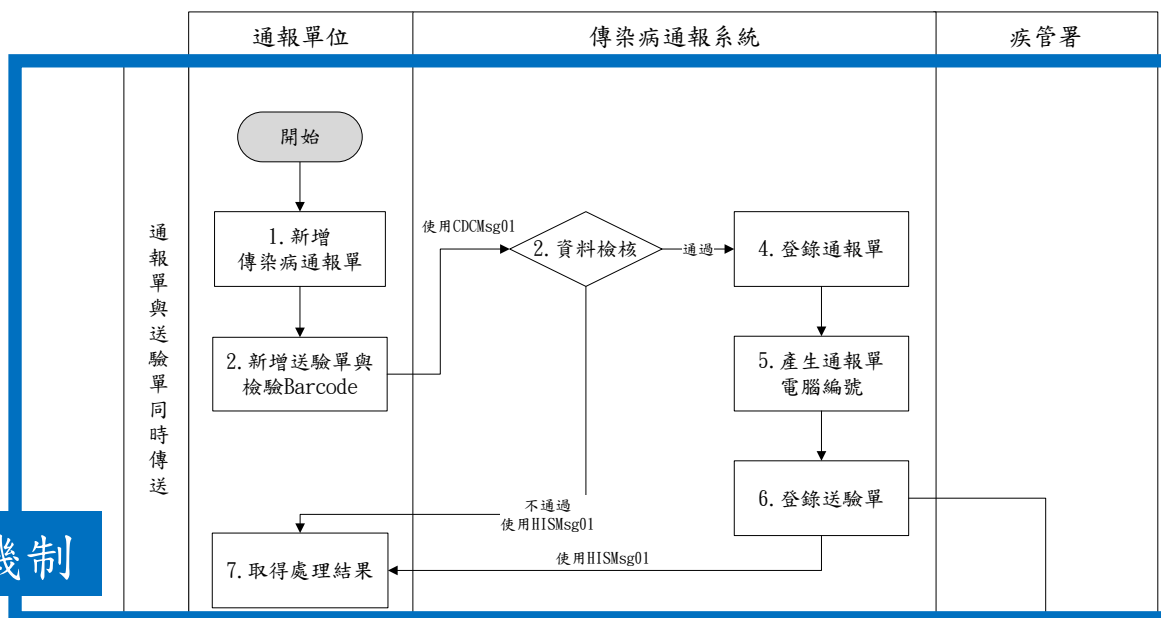 通報單位
傳染病通報系統
疾管署
通報單與送驗單同時傳送
開始
1.新增
傳染病通報單
2.新增送驗單與
檢驗Barcode
使用CDCMsg01
2.資料檢核
通過
4.登錄通報單
5.產生通報單
電腦編號
6.登錄送驗單
不通過
使用HISMsg01
使用HISMsg01
7.取得處理結果
機制